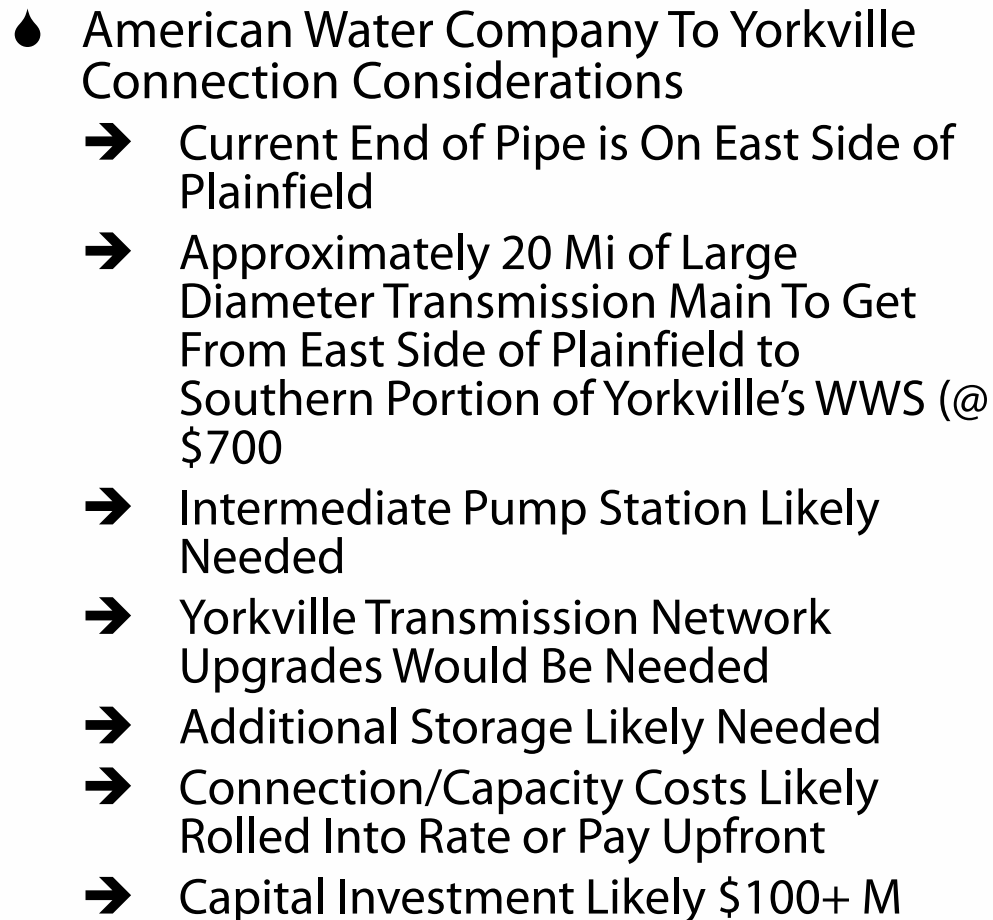 American Water Company To Yorkville
Connection Considerations
➔ Current End of Pipe is On East Side of
Plainfield
➔ Approximately 20 Mi of Large
Diameter Transmission Main To Get
From East Side of Plainfield to
Southern Portion of Yorkville’s WWS (@
$700
➔ Intermediate Pump Station Likely
Needed
➔ Yorkville Transmission Network
Upgrades Would Be Needed
➔ Additional Storage Likely Needed
➔ Connection/Capacity Costs Likely
Rolled Into Rate or Pay Upfront
➔ Capital Investment Likely $100+ M